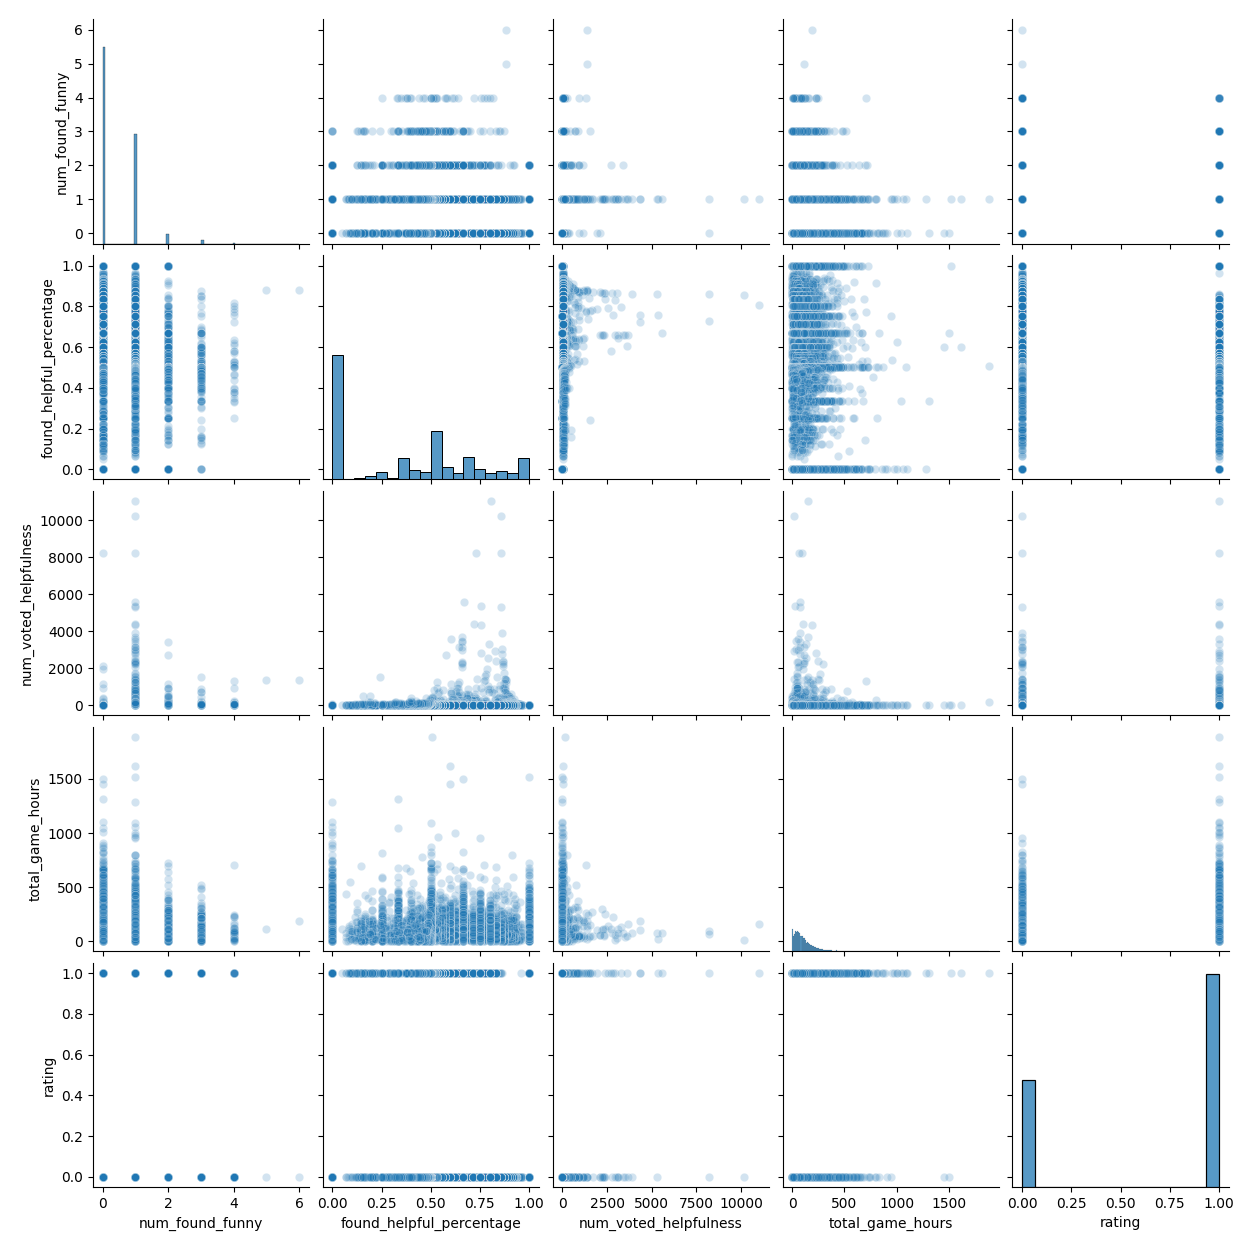 6
5
4
3
2
1
0
num_found_funny
1.0
0.8
0.6
0.4
0.2
0.0
found_helpful_percentage
10000
8000
6000
4000
2000
0
num_voted_helpfulness
1500
1000
500
0
total_game_hours
1.0
0.8
0.6
0.4
0.2
0.0
rating
0 2 4 6
0.00 0.25 0.50 0.75 1.00
0 2500 5000 7500 10000
0 500 1000 1500
0.00 0.25 0.50 0.75 1.00
num_found_funny found_helpful_percentage num_voted_helpfulness total_game_hours rating